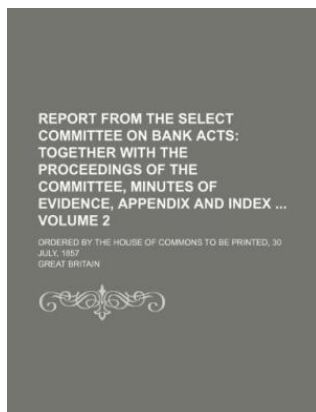 REPORT FROM THE SELECT
COMMITTEE ON BANK ACTS:
TOGETHER WITH THE
PROCEEDINGS OF THE
COMMITTEE, MINUTES OF
EVIDENCE, APPENDIX AND INDEX ...
VOLUME 2
ORDERED BY THE HOUSE OF COMMONS TO BE PRINTED, 30
JULY, 1857
GREAT BRITAIN